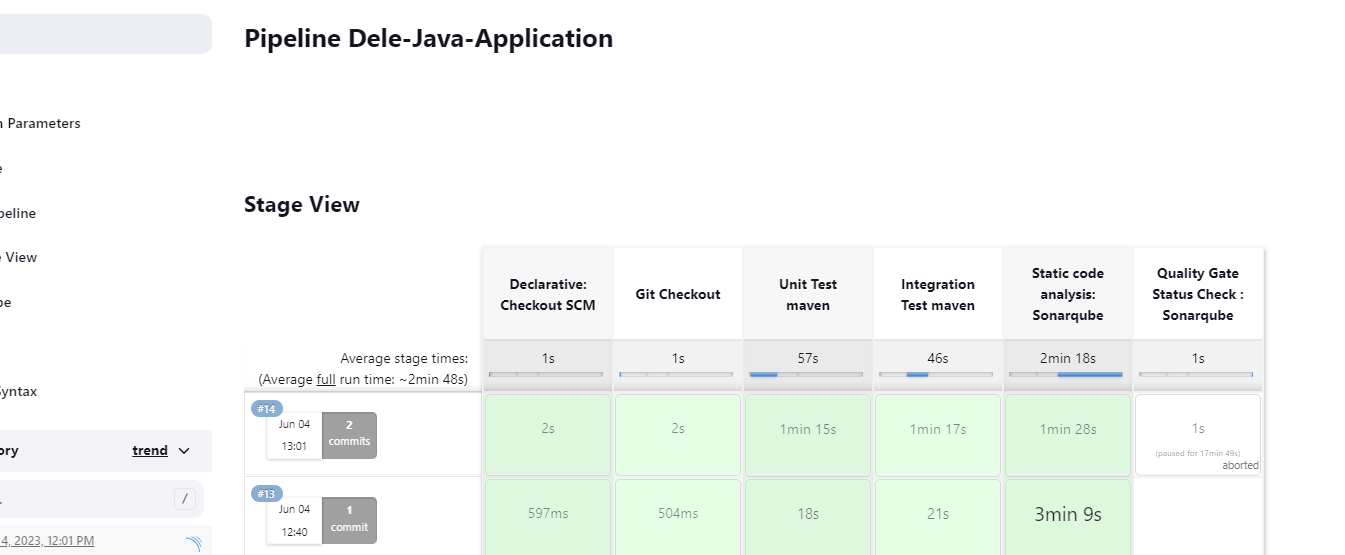 Pipeline Dele-Java-Application
Parameters
peline
View
Syntax
ory
trend
/
4, 2023, 12:01 PM
Stage View
Declarative:
Checkout SCM
Git Checkout
Unit Test
maven
Integration
Test maven
Static code
analysis:
Sonarqube
Quality Gate
Status Check :
Sonarqube
Average stage times:
(Average full run time: ~2min 48s)
1s
1s
57s
46s
2min 18s
1s
#14
Jun 04
13:01
2
commits
2s
2s
1min 15s
1min 17s
1min 28s
1s
(paused for 17min 49s)
aborted
#13
Jun 04
12:40
1
commit
597ms
504ms
18s
21s
3min 9s